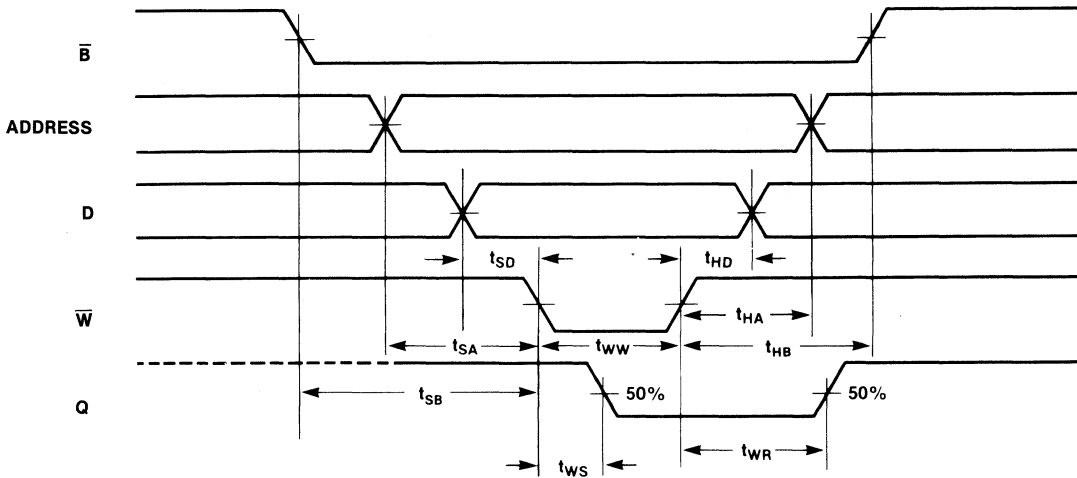 B̅
ADDRESS
D
tSD
tHD
W̅
tHA
tSA
tWW
tHB
tSB
Q
50%
50%
tWS
tWR